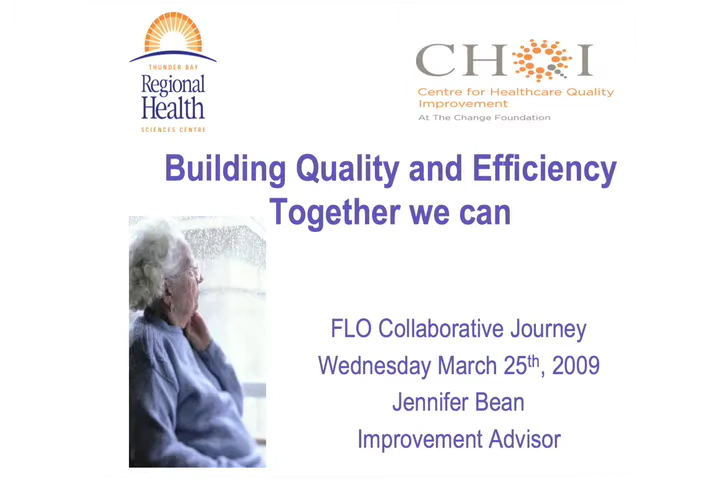 THUNDER BAY
Regional
Health
SCIENCES CENTRE
CHQI
Centre for Healthcare Quality
Improvement
At The Change Foundation
Building Quality and Efficiency
Together we can
FLO Collaborative Journey
Wednesday March 25th, 2009
Jennifer Bean
Improvement Advisor